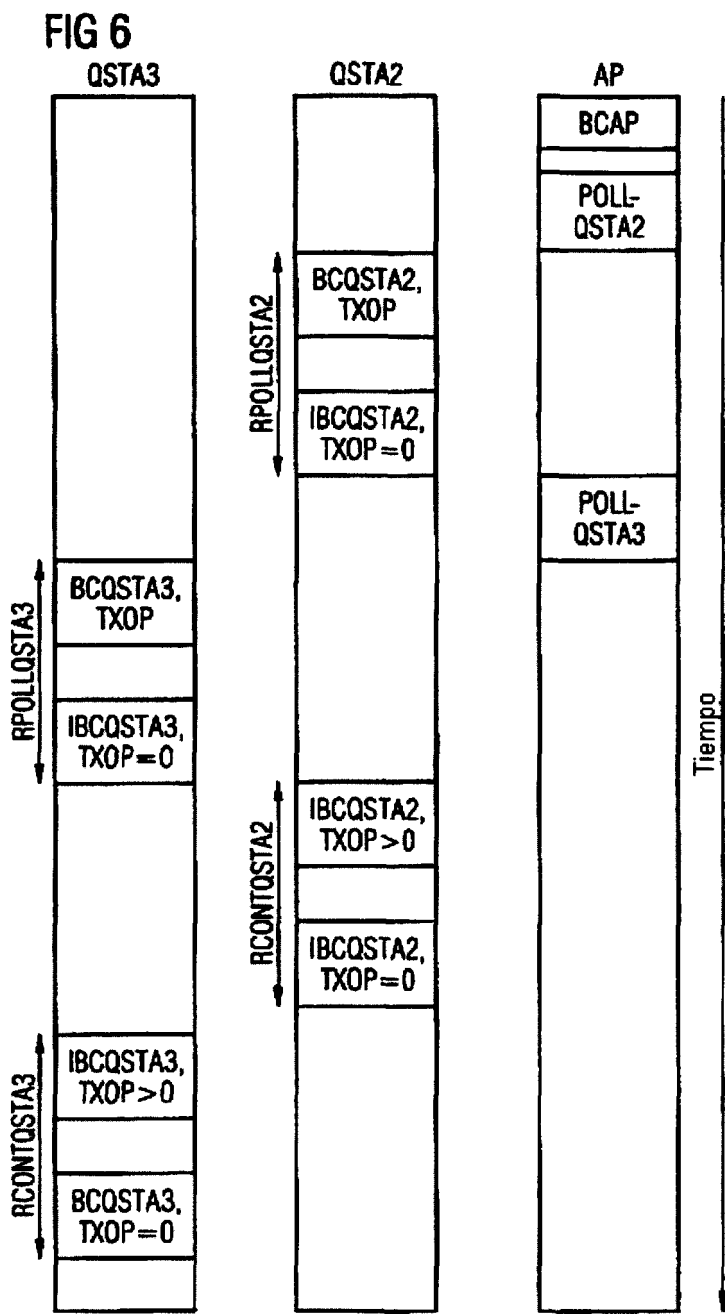 FIG 6
QSTA3
QSTA2
AP
BCAP
POLL-
QSTA2
RPOLLQSTA2
BCQSTA2,
TXOP
IBCQSTA2,
TXOP=0
POLL-
QSTA3
RPOLLQSTA3
BCQSTA3,
TXOP
IBCQSTA3,
TXOP=0
Tiempo
RCONTQSTA2
IBCQSTA2,
TXOP>0
IBCQSTA2,
TXOP=0
RCONTQSTA3
IBCQSTA3,
TXOP>0
BCQSTA3,
TXOP=0